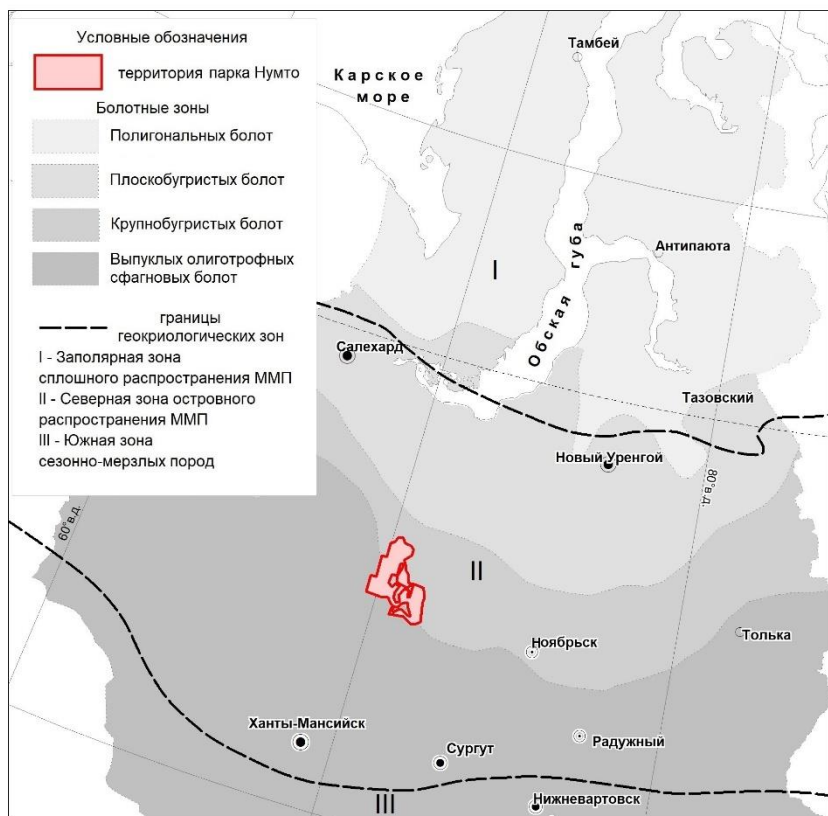 Условные обозначения
территория парка Нумто
Болотные зоны
Полигональных болот
Плоскобугристых болот
Крупнобугристых болот
Выпуклых олиготрофных
сфагновых болот
границы
геокриологических зон
I - Заполярная зона
сплошного распространения ММП
II - Северная зона островного
распространения ММП
III - Южная зона
сезонно-мерзлых пород
Тамбей
Карское
море
Антипаюта
I
Обская губа
Салехард
Тазовский
Новый Уренгой
80°в.д.
60°в.д.
II
Ноябрьск
Толька
Ханты-Мансийск
Сургут
Радужный
III
Нижневартовск